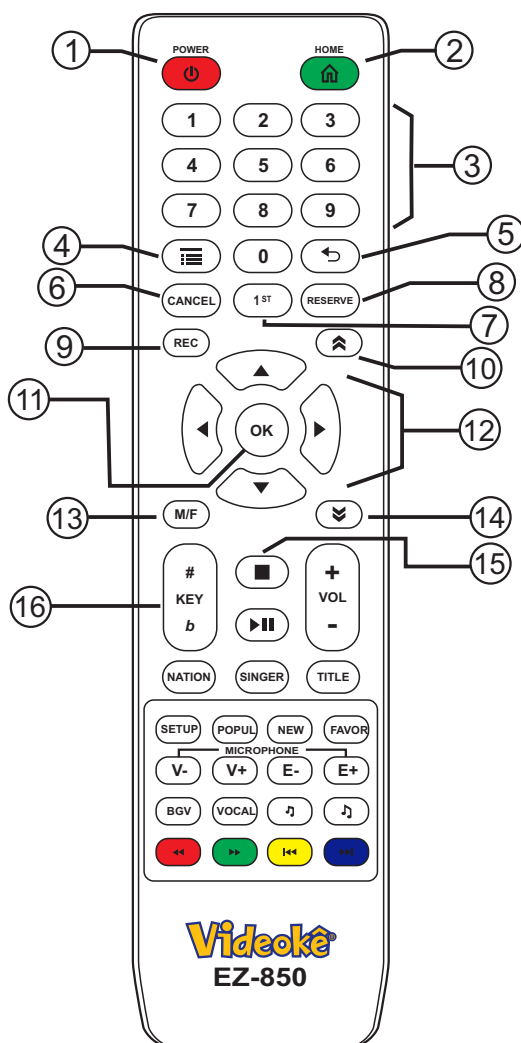 POWER HOME
1 2
1 2 3
3
4 5 6
7 8 9
4 0 5
6 CANCEL 1ST RESERVE 8
7
9 REC
10
11 OK 12
13 M/F 14
15
# +
16 KEY VOL
b -
NATION SINGER TITLE
SETUP POPUL NEW FAVOR
MICROPHONE
V- V+ E- E+
BGV VOCAL
Videokê®
EZ-850